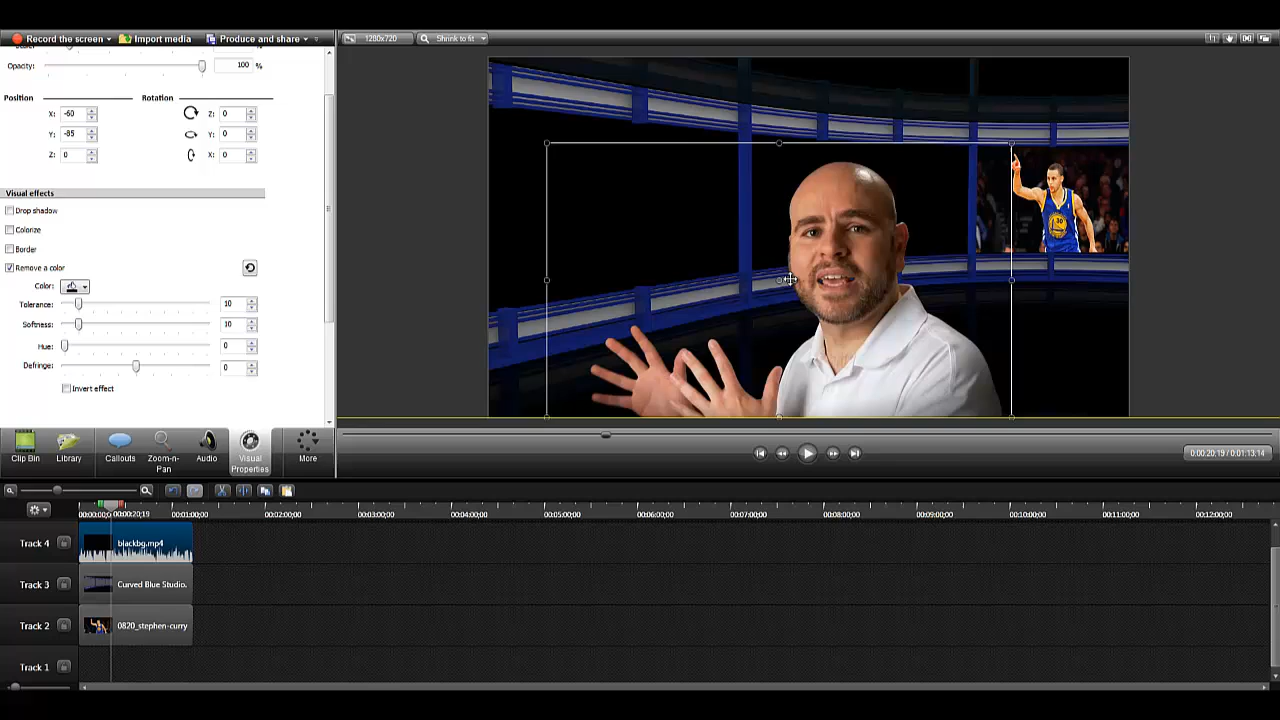 Record the screen
Import media
Produce and share
1280x720
Shrink to fit
Opacity:
100
%
Position
Rotation
X:
-60
Z:
0
Y:
-85
Y:
0
Z:
0
X:
0
Visual effects
Drop shadow
Colorize
Border
Remove a color
Color:
Tolerance:
10
Softness:
10
Hue:
0
Defringe:
0
Invert effect
30
Clip Bin
Library
Callouts
Zoom-n-
Pan
Audio
Visual
Properties
More
0:00:20;19 / 0:01:13;14
00:00:20;19
00:01:00;00
00:02:00;00
00:03:00;00
00:04:00;00
00:05:00;00
00:06:00;00
00:07:00;00
00:08:00;00
00:09:00;00
00:10:00;00
00:11:00;00
00:12:00;00
Track 4
blackbg.mp4
Track 3
Curved Blue Studio.
Track 2
0820_stephen-curry
Track 1